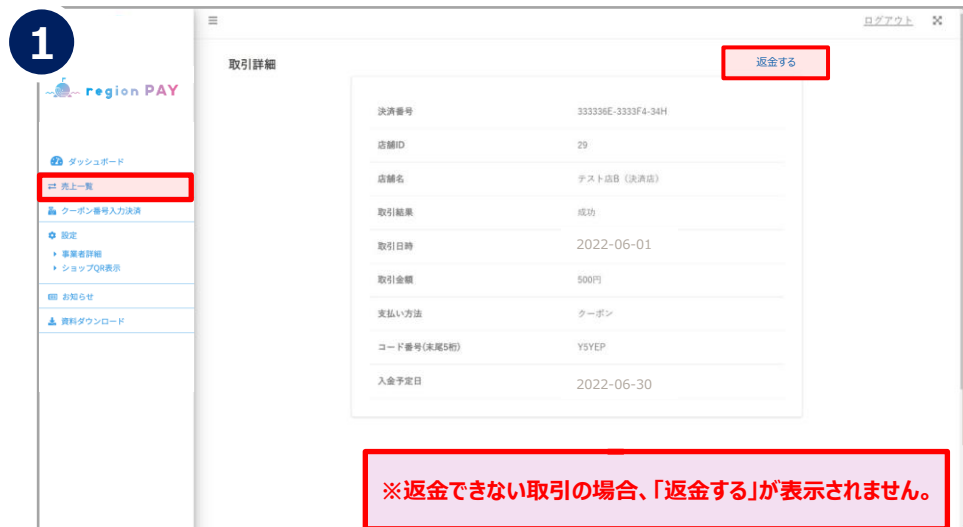 1
ログアウト
取引詳細
返金する
region PAY
決済番号 333336E-3333F4-34H
店舗ID 29
ダッシュボード
店舗名 テスト店B（決済店）
売上一覧
クーポン番号入力決済
取引結果 成功
設定
取引日時 2022-06-01
事業者詳細
ショップQR表示
取引金額 500円
お知らせ
支払い方法 クーポン
資料ダウンロード
コード番号(末尾5桁) Y5YEP
入金予定日 2022-06-30
※返金できない取引の場合、「返金する」が表示されません。